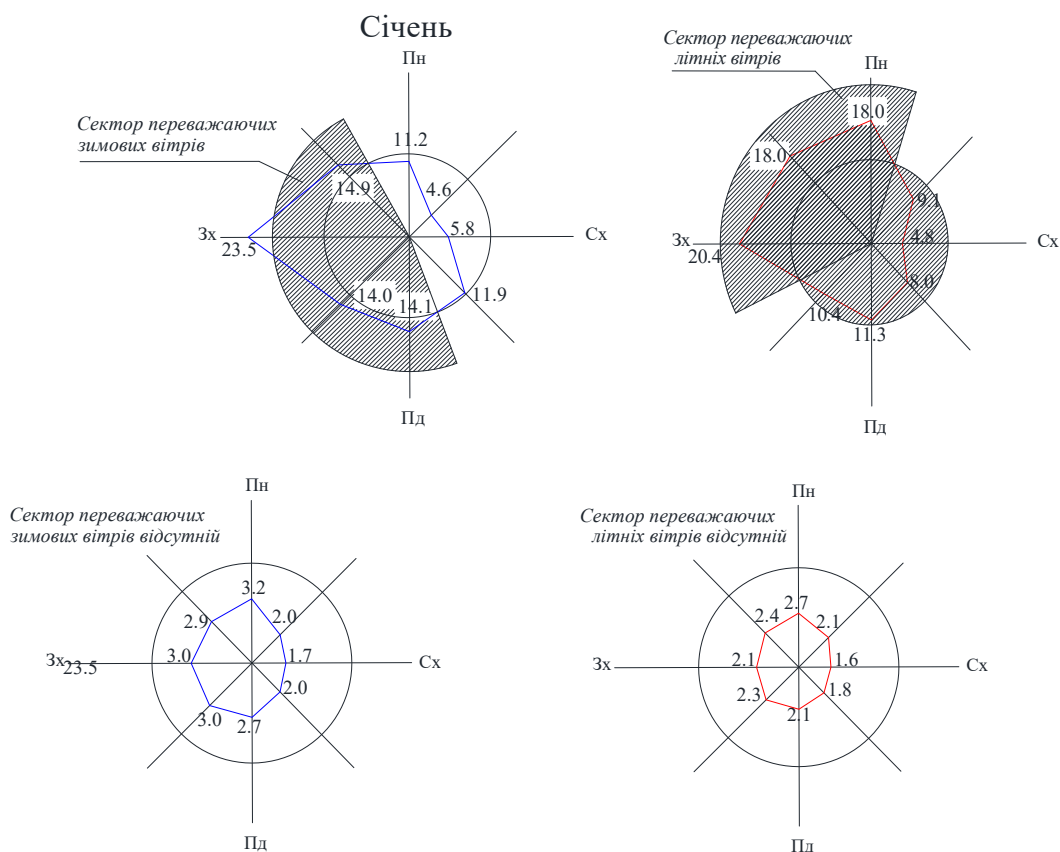 Січень
Пн
Сектор переважаючих
зимових вітрів
11.2
4.6
14.9
5.8
Зх
Сх
23.5
14.0
14.1
11.9
Пд
Сектор переважаючих
літніх вітрів
Пн
18.0
18.0
9.1
4.8
Зх
Сх
20.4
8.0
10.4
11.3
Пд
Пн
Сектор переважаючих
зимових вітрів відсутній
3.2
2.9
2.0
3.0
1.7
Зх
23.5
Сх
2.0
3.0
2.7
Пд
Пн
Сектор переважаючих
літніх вітрів відсутній
2.7
2.4
2.1
2.1
1.6
Зх
Сх
2.3
1.8
2.1
Пд